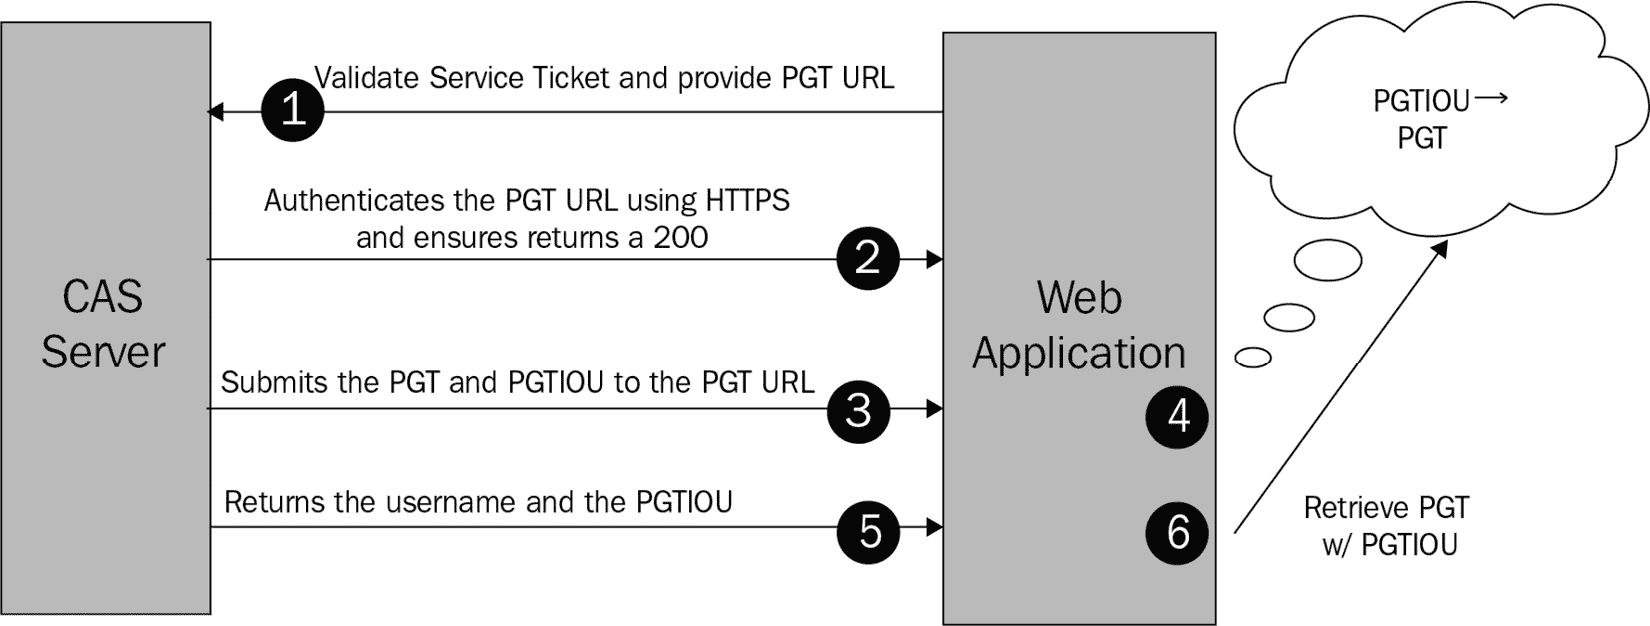 Validate Service Ticket and provide PGT URL
1
Authenticates the PGT URL using HTTPS
and ensures returns a 200
2
CAS
Server
Web
Application
Submits the PGT and PGTIOU to the PGT URL
3
4
Returns the username and the PGTIOU
5
6
PGTIOU→
PGT
Retrieve PGT
w/ PGTIOU